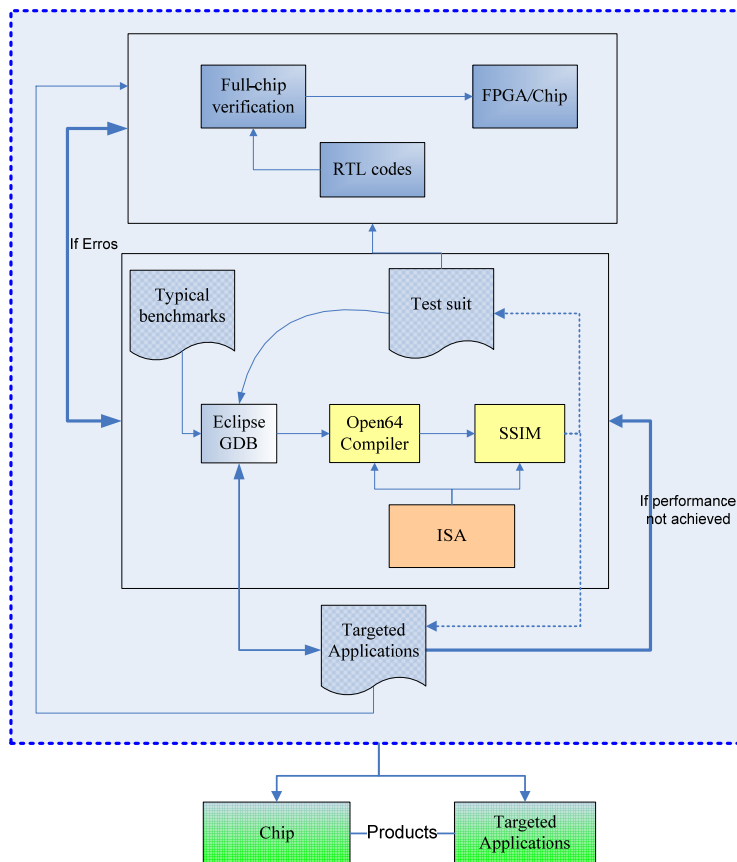 Full-chip
verification
FPGA/Chip
RTL codes
If Erros
Typical
benchmarks
Test suit
Eclipse
GDB
Open64
Compiler
SSIM
ISA
If performance
not achieved
Targeted
Applications
Chip
Products
Targeted
Applications